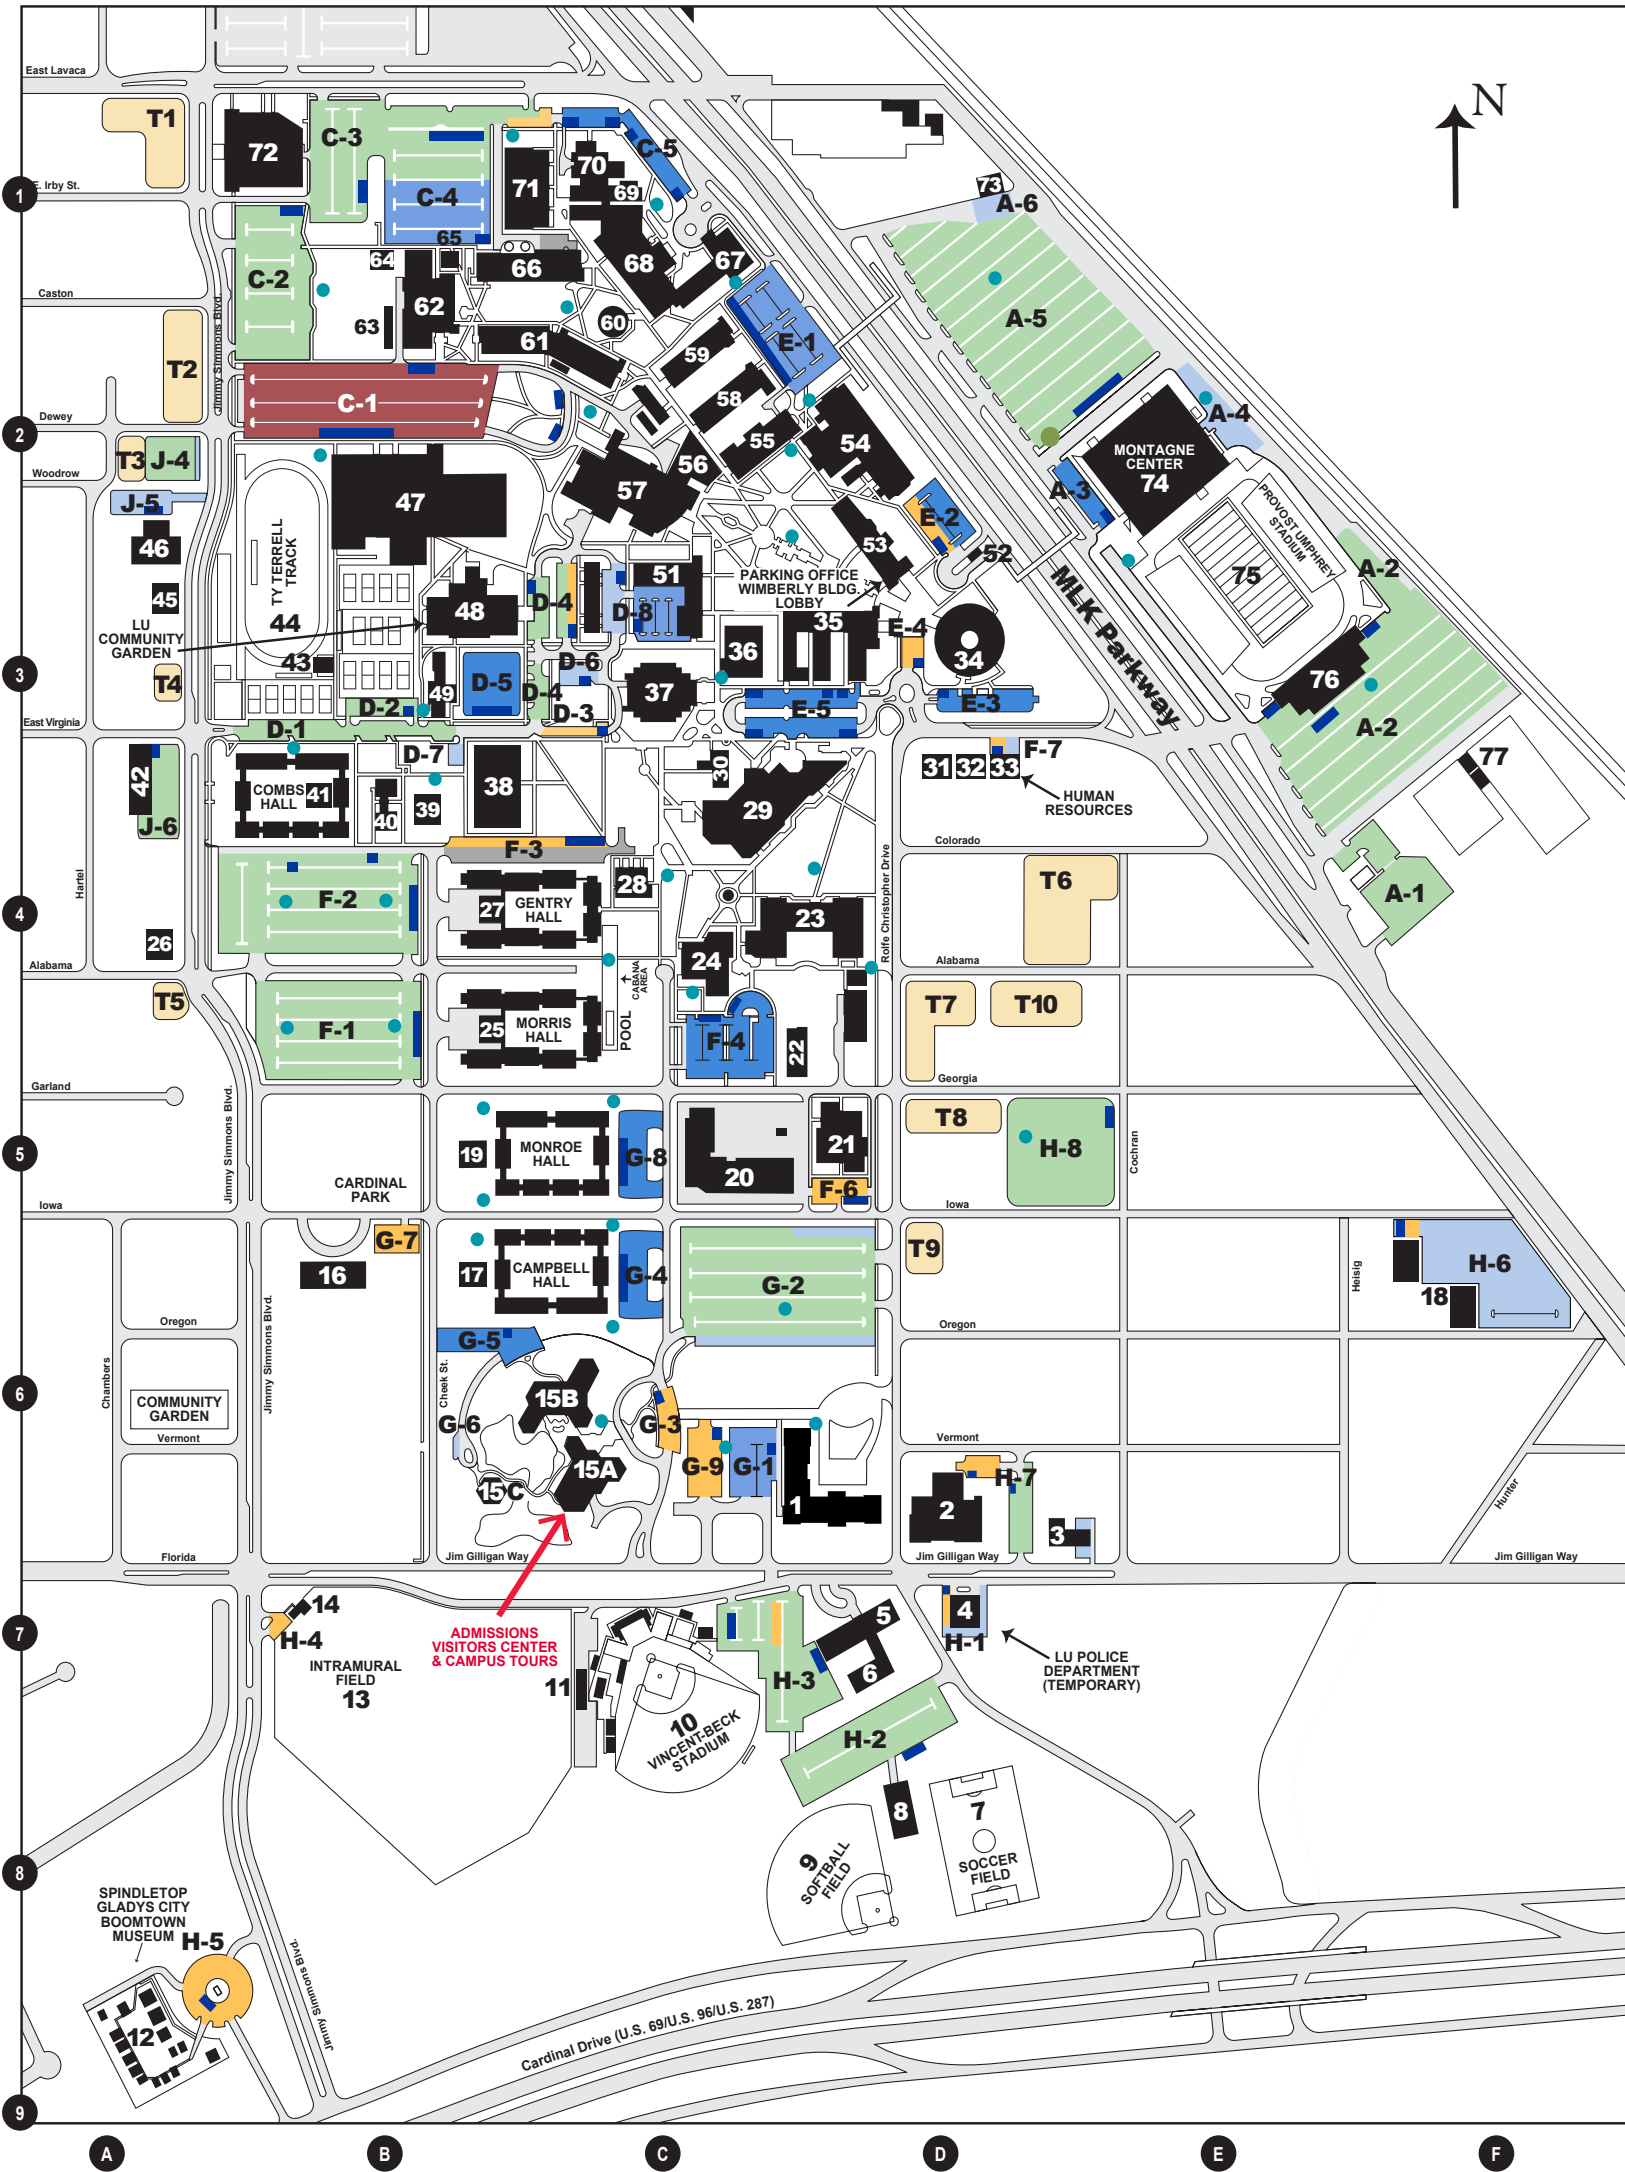 East Lavaca
N
T1
72
C-3
C-5
70
71
69
73
A-6
E. Irby St.
1
C-4
65
64
66
68
67
C-2
Caston
62
63
60
61
A-5
E-1
59
T2
Jimmy Simmons Blvd.
C-1
58
A-4
Dewey
2
55
54
MONTAGNE
CENTER
74
T3
J-4
Woodrow
56
57
A-3
J-5
47
E-2
PROVOST UMPHREY
STADIUM
46
53
52
TY TERRELL
TRACK
44
51
PARKING OFFICE
WIMBERLY BLDG.
LOBBY
75
A-2
MLK Parkway
45
48
D-4
D-8
LU
COMMUNITY
GARDEN
35
E-4
36
34
43
D-6
3
T4
49
D-5
D-4
37
76
D-2
D-3
E-5
E-3
East Virginia
D-1
A-2
D-7
F-7
30
31
32
33
77
42
COMBS
HALL
41
38
HUMAN
RESOURCES
40
39
29
J-6
F-3
Colorado
Hartel
Rolfe Christopher Drive
28
T6
F-2
27
GENTRY
HALL
A-1
4
23
26
24
Alabama
Alabama
CABANA
AREA
T5
T7
T10
F-1
25
MORRIS
HALL
POOL
F-4
22
Garland
Georgia
Jimmy Simmons Blvd.
T8
5
19
MONROE
HALL
G-8
21
H-8
Cochran
20
CARDINAL
PARK
F-6
Iowa
Iowa
G-7
T9
16
17
CAMPBELL
HALL
G-4
G-2
H-6
Heisig
18
Oregon
Oregon
Jimmy Simmons Blvd.
G-5
Chambers
6
Cheek St.
15B
COMMUNITY
GARDEN
G-6
G-3
Vermont
Vermont
15A
G-9
G-1
H-7
15C
1
2
Hunter
3
Florida
Jim Gilligan Way
Jim Gilligan Way
Jim Gilligan Way
14
4
5
7
H-4
ADMISSIONS
VISITORS CENTER
& CAMPUS TOURS
H-1
LU POLICE
DEPARTMENT
(TEMPORARY)
INTRAMURAL
FIELD
13
11
H-3
6
10
VINCENT-BECK
STADIUM
H-2
8
7
9
SOFTBALL
FIELD
SOCCER
FIELD
8
SPINDLETOP
GLADYS CITY
BOOMTOWN
MUSEUM
H-5
Jimmy Simmons Blvd.
Jimmy Simmons Blvd.
12
Cardinal Drive (U.S. 69/U.S. 96/U.S. 287)
9
A
B
C
D
E
F